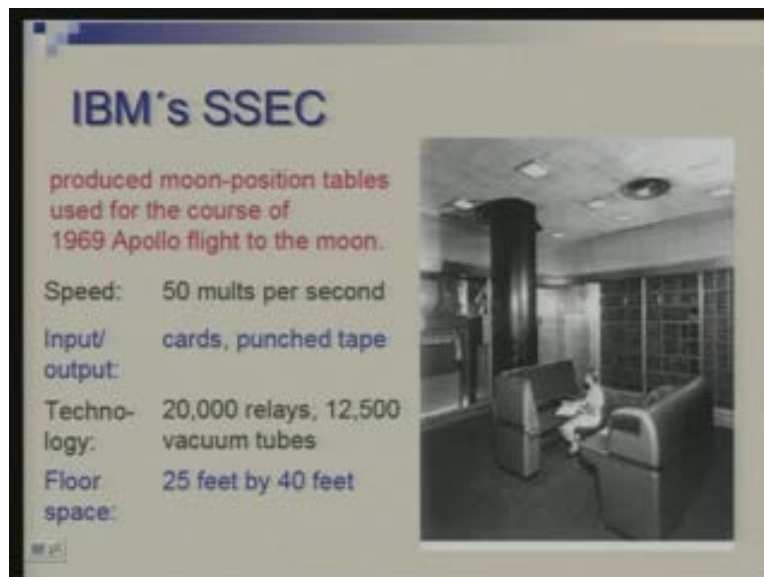 IBM´s SSEC
produced moon-position tables
used for the course of
1969 Apollo flight to the moon.
Speed: 50 mults per second
Input/ cards, punched tape
output:
Techno- 20,000 relays, 12,500
logy: vacuum tubes
Floor 25 feet by 40 feet
space: